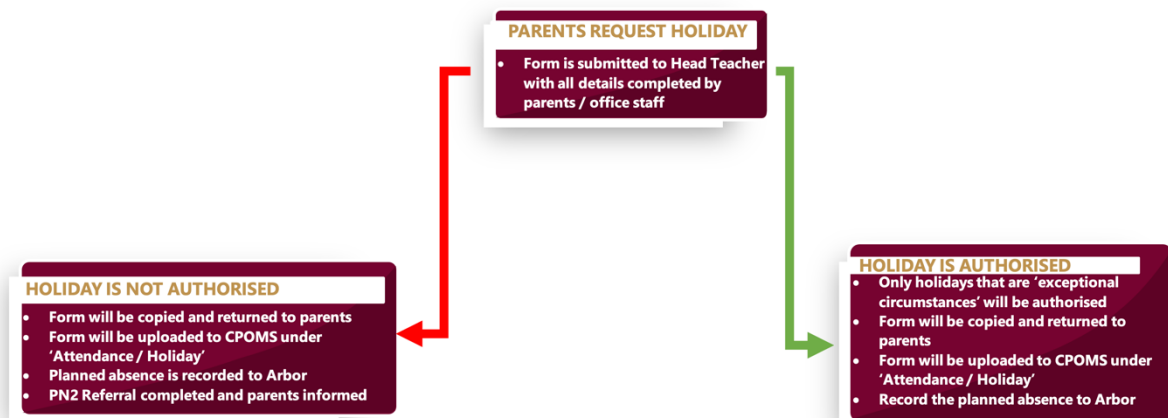 PARENTS REQUEST HOLIDAY
• Form is submitted to Head Teacher
with all details completed by
parents / office staff
HOLIDAY IS NOT AUTHORISED
• Form will be copied and returned to parents
• Form will be uploaded to CPOMS under
‘Attendance / Holiday’
• Planned absence is recorded to Arbor
• PN2 Referral completed and parents informed
HOLIDAY IS AUTHORISED
• Only holidays that are ‘exceptional
circumstances’ will be authorised
• Form will be copied and returned to
parents
• Form will be uploaded to CPOMS under
‘Attendance / Holiday’
• Record the planned absence to Arbor